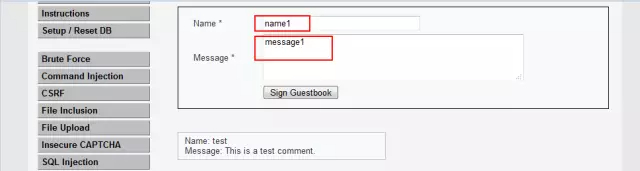 Instructions
Setup / Reset DB
Brute Force
Command Injection
CSRF
File Inclusion
File Upload
Insecure CAPTCHA
SQL Injection
Name * name1
Message * message1
Sign Guestbook
Name: test
Message: This is a test comment.